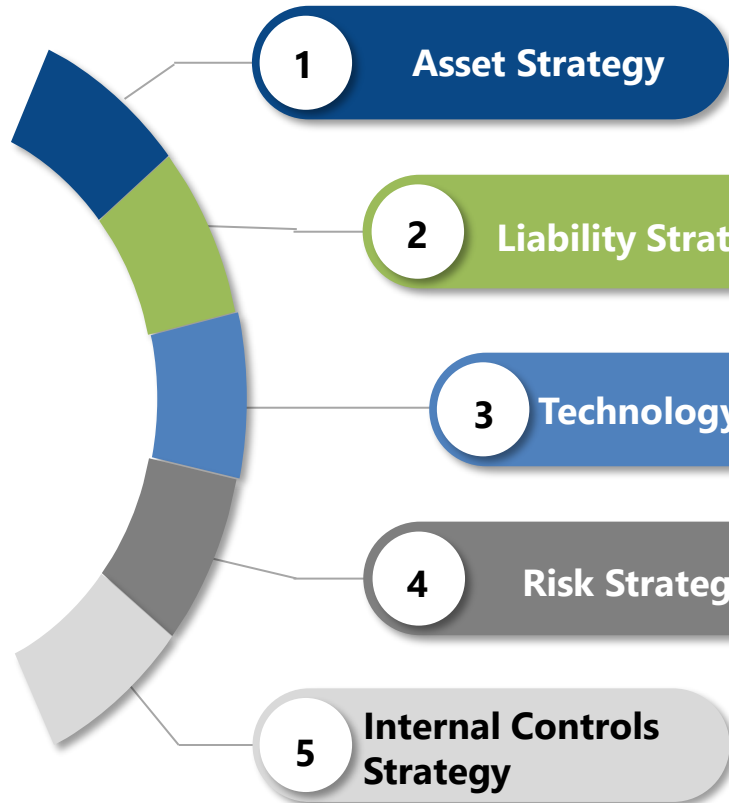 1
Asset Strategy
2
Liability Strat
3
Technology
4
Risk Strateg
5
Internal Controls
Strategy